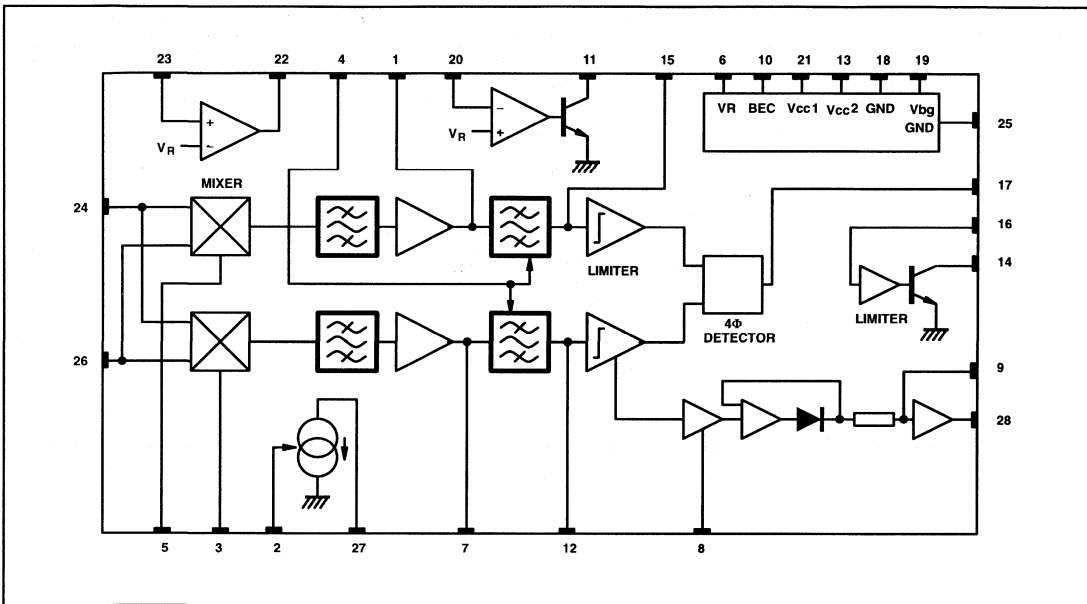 23 22 4 1 20 11 15 6 10 21 13 18 19
VR BEC Vcc1 Vcc2 GND Vbg
GND
25
+
VR −
−
VR +
17
MIXER
24
16
LIMITER
14
4Φ
DETECTOR
LIMITER
26
9
28
5 3 2 27 7 12 8